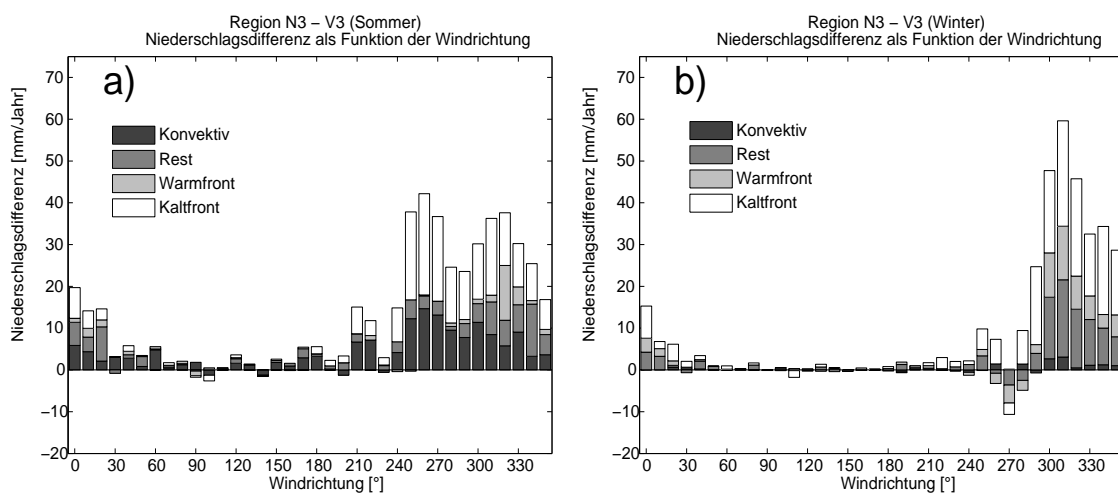 Region N3 − V3 (Sommer)
Niederschlagsdifferenz als Funktion der Windrichtung
a)
Niederschlagsdifferenz [mm/Jahr]
70
60
50
40
30
20
10
0
−10
−20
Konvektiv
Rest
Warmfront
Kaltfront
0 30 60 90 120 150 180 210 240 270 300 330
Windrichtung [°]
Region N3 − V3 (Winter)
Niederschlagsdifferenz als Funktion der Windrichtung
b)
Niederschlagsdifferenz [mm/Jahr]
70
60
50
40
30
20
10
0
−10
−20
Konvektiv
Rest
Warmfront
Kaltfront
0 30 60 90 120 150 180 210 240 270 300 330
Windrichtung [°]